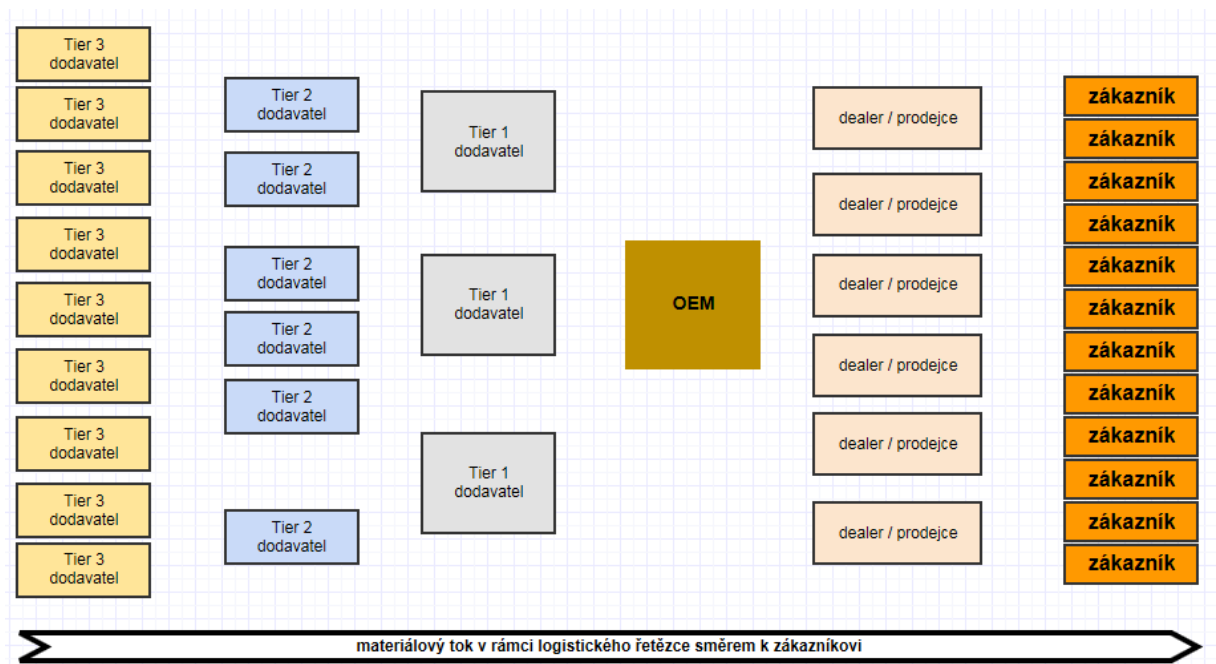 Tier 3
dodavatel
Tier 3
dodavatel
Tier 3
dodavatel
Tier 3
dodavatel
Tier 3
dodavatel
Tier 3
dodavatel
Tier 3
dodavatel
Tier 3
dodavatel
Tier 3
dodavatel
Tier 2
dodavatel
Tier 2
dodavatel
Tier 2
dodavatel
Tier 2
dodavatel
Tier 2
dodavatel
Tier 2
dodavatel
Tier 1
dodavatel
Tier 1
dodavatel
Tier 1
dodavatel
OEM
dealer / prodejce
dealer / prodejce
dealer / prodejce
dealer / prodejce
dealer / prodejce
dealer / prodejce
zákazník
zákazník
zákazník
zákazník
zákazník
zákazník
zákazník
zákazník
zákazník
zákazník
zákazník
zákazník
materiálový tok v rámci logistického řetězce směrem k zákazníkovi